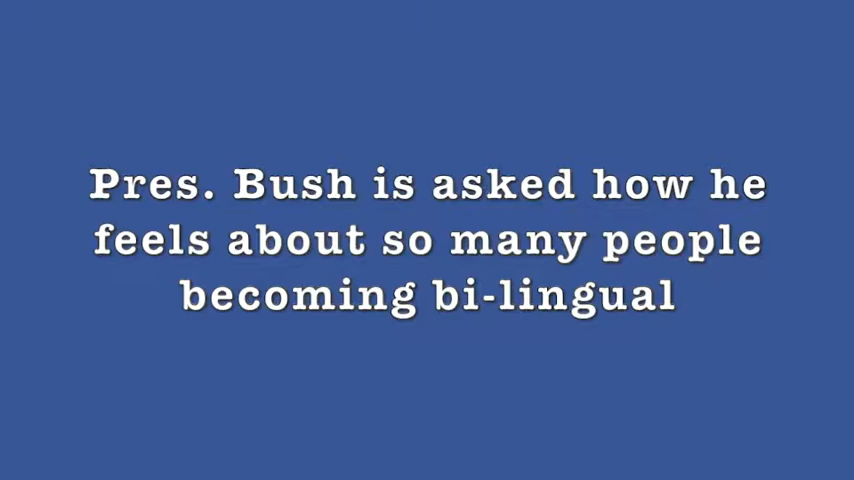 Pres. Bush is asked how he
feels about so many people
becoming bi-lingual